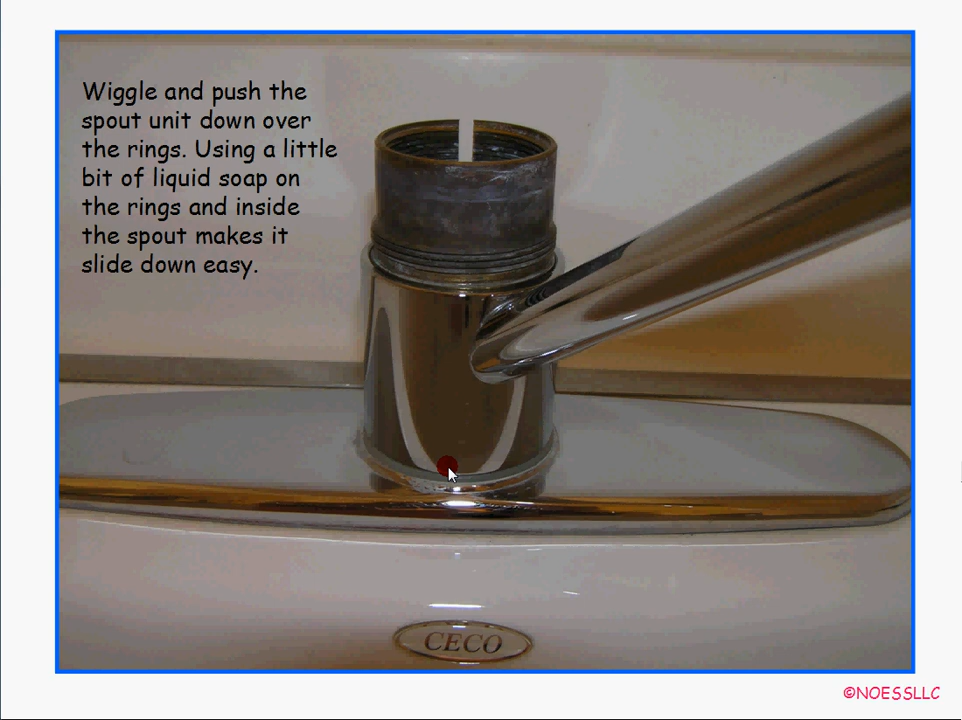 Wiggle and push the
spout unit down over
the rings. Using a little
bit of liquid soap on
the rings and inside
the spout makes it
slide down easy.
CECO
©NOESSLLC